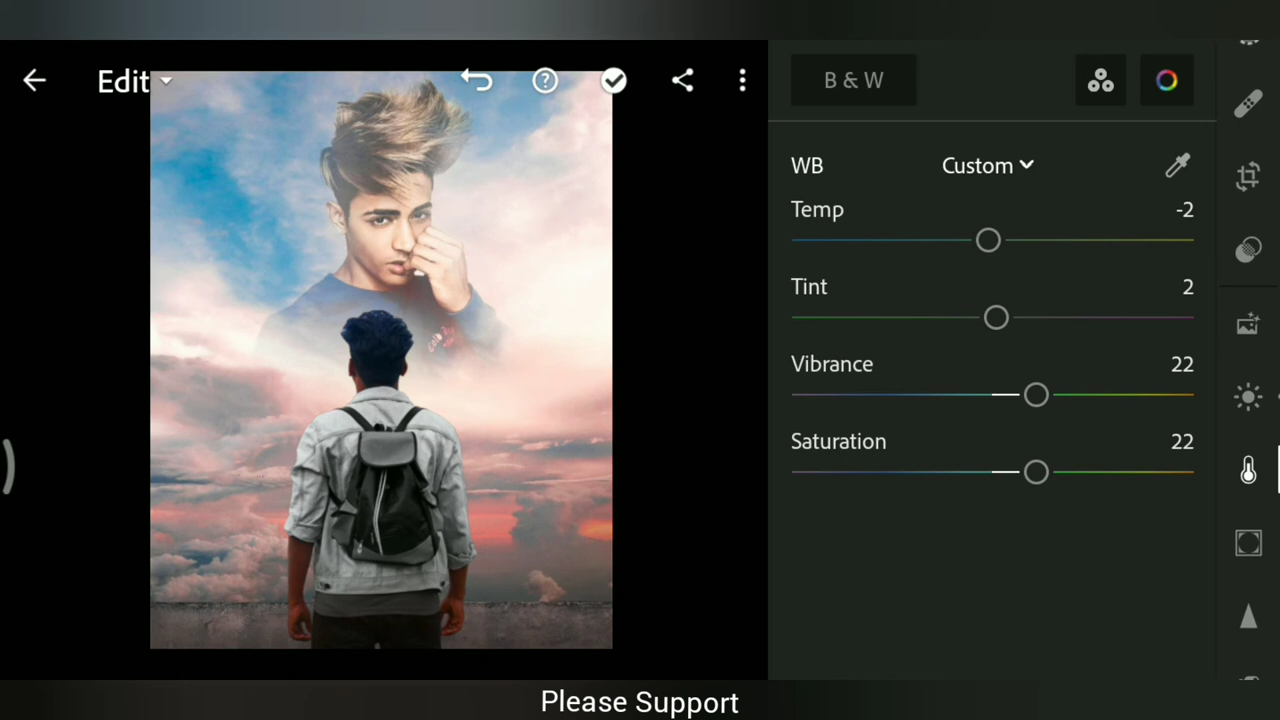 Edit
B & W
WB
Custom
Temp
-2
Tint
2
Vibrance
22
Saturation
22
Please Support